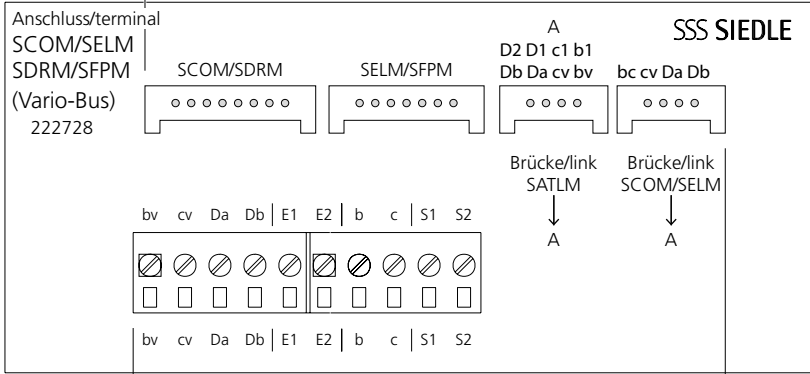 Anschluss/terminal
SCOM/SELM
SDRM/SFPM
(Vario-Bus)
222728
SCOM/SDRM
SELM/SFPM
A
D2 D1 c1 b1
Db Da cv bv
bc cv Da Db
SSS SIEDLE
Brücke/link
SATLM
A
Brücke/link
SCOM/SELM
A
bv cv Da Db E1 E2 b c S1 S2
bv cv Da Db E1 E2 b c S1 S2